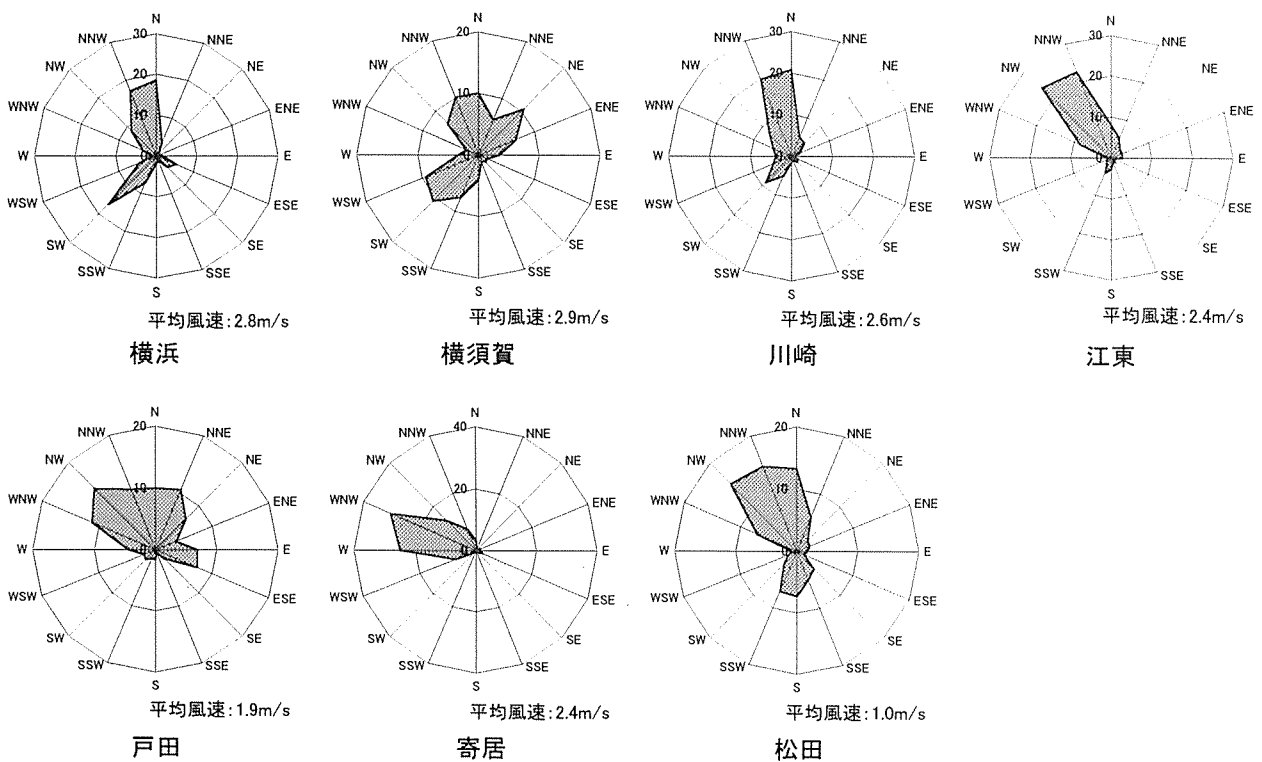 N
30
NNW
NNE
NW
20
NE
WNW
10
ENE
W
0
E
WSW
ESE
SW
SE
SSW
SSE
S
平均風速:2.8m/s
横浜
N
20
NNW
NNE
NW
NE
WNW
10
ENE
W
0
E
WSW
ESE
SW
SE
SSW
SSE
S
平均風速:2.9m/s
横須賀
N
30
NNW
NNE
NW
20
NE
WNW
10
ENE
W
0
E
WSW
ESE
SW
SE
SSW
SSE
S
平均風速:2.6m/s
川崎
N
30
NNW
NNE
NW
20
NE
WNW
10
ENE
W
0
E
WSW
ESE
SW
SE
SSW
SSE
S
平均風速:2.4m/s
江東
N
20
NNW
NNE
NW
NE
WNW
10
ENE
W
0
E
WSW
ESE
SW
SE
SSW
SSE
S
平均風速:1.9m/s
戸田
N
40
NNW
NNE
NW
NE
WNW
20
ENE
W
0
E
WSW
ESE
SW
SE
SSW
SSE
S
平均風速:2.4m/s
寄居
N
20
NNW
NNE
NW
NE
WNW
10
ENE
W
0
E
WSW
ESE
SW
SE
SSW
SSE
S
平均風速:1.0m/s
松田